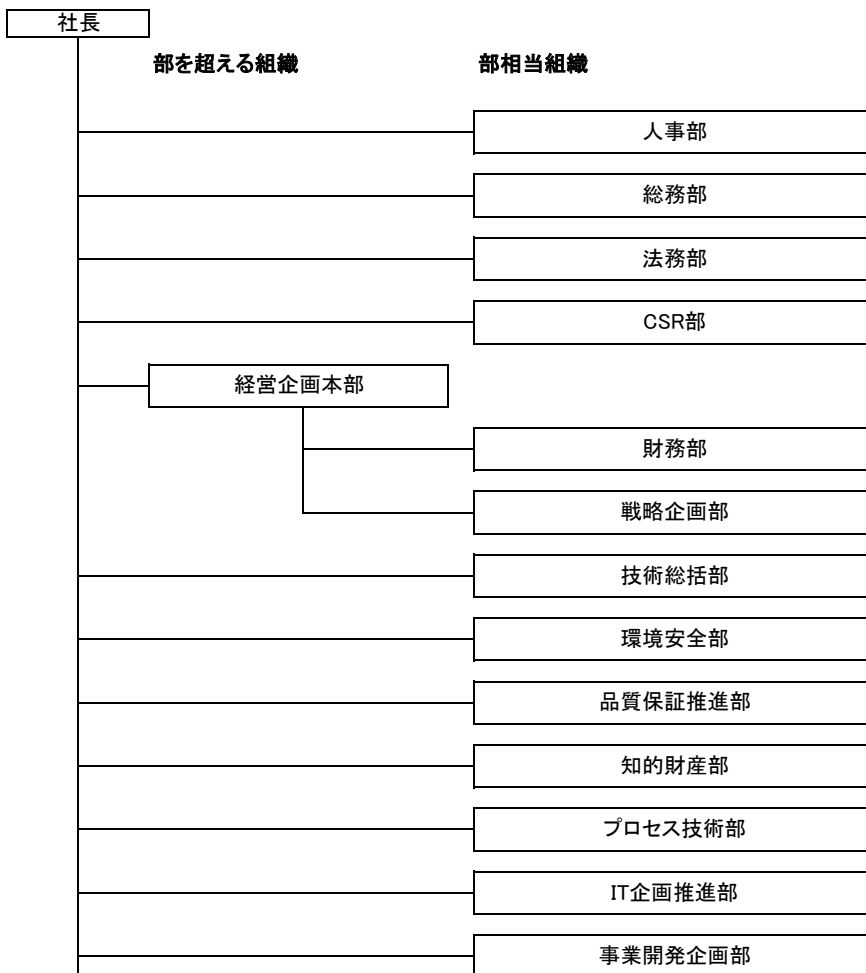 社長
部を超える組織 部相当組織
人事部
総務部
法務部
CSR部
経営企画本部
財務部
戦略企画部
技術総括部
環境安全部
品質保証推進部
知的財産部
プロセス技術部
IT企画推進部
事業開発企画部